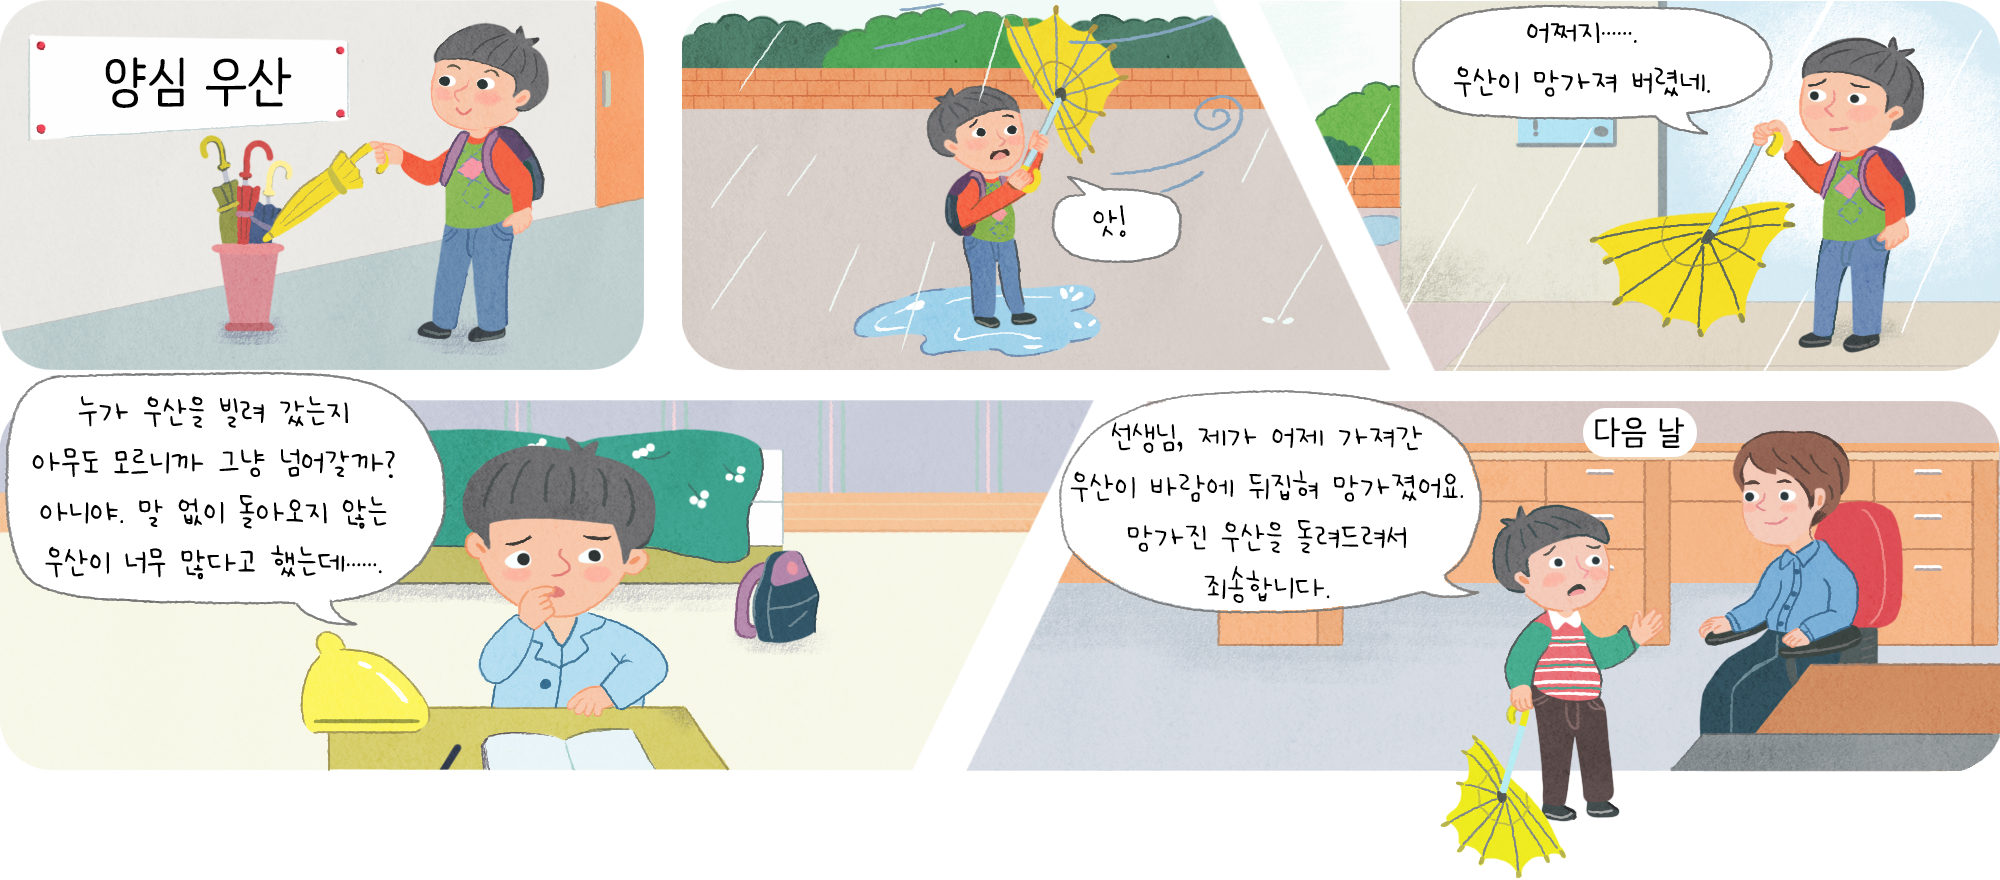 양심 우산
앗!
어쩌지…….
우산이 망가져 버렸네.
누가 우산을 빌려 갔는지
아무도 모르니까 그냥 넘어갈까?
아니야. 말 없이 돌아오지 않는
우산이 너무 많다고 했는데…….
다음 날
선생님, 제가 어제 가져간
우산이 바람에 뒤집혀 망가졌어요.
망가진 우산을 돌려드려서
죄송합니다.